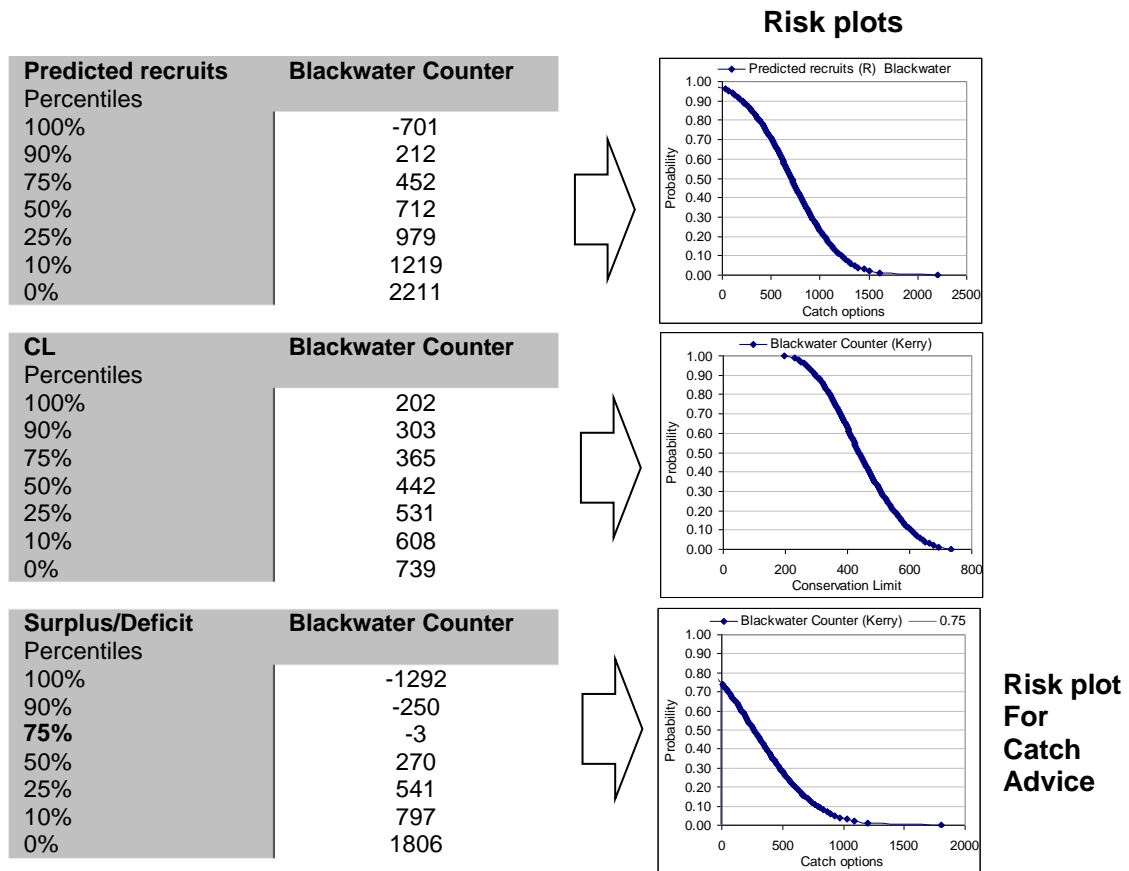 Risk plots
Predicted recruits Blackwater Counter
Percentiles
100% -701
90% 212
75% 452
50% 712
25% 979
10% 1219
0% 2211
Predicted recruits (R) Blackwater
1.00
0.90
0.80
0.70
0.60
0.50
0.40
0.30
0.20
0.10
0.00
Probability
0 500 1000 1500 2000 2500
Catch options
CL Blackwater Counter
Percentiles
100% 202
90% 303
75% 365
50% 442
25% 531
10% 608
0% 739
Blackwater Counter (Kerry)
1.00
0.90
0.80
0.70
0.60
0.50
0.40
0.30
0.20
0.10
0.00
Probability
0 200 400 600 800
Conservation Limit
Surplus/Deficit Blackwater Counter
Percentiles
100% -1292
90% -250
75% -3
50% 270
25% 541
10% 797
0% 1806
Blackwater Counter (Kerry) 0.75
1.00
0.90
0.80
0.70
0.60
0.50
0.40
0.30
0.20
0.10
0.00
Probability
0 500 1000 1500 2000
Catch options
Risk plot
For
Catch
Advice